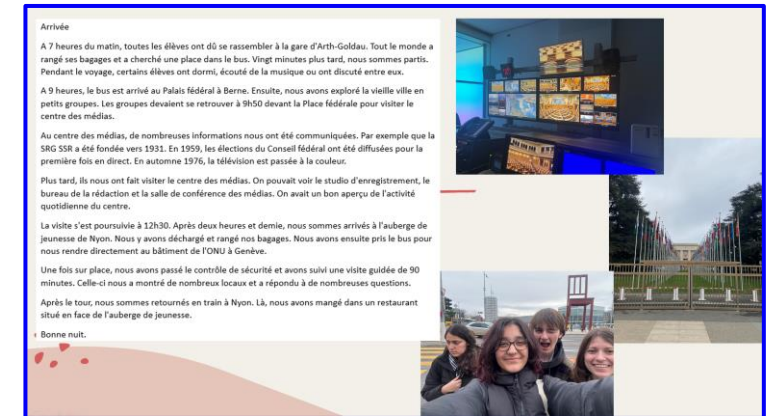 Arrivée
A 7 heures du matin, toutes les élèves ont dû se rassembler à la gare d'Arth-Goldau. Tout le monde a
rangé ses bagages et a cherché une place dans le bus. Vingt minutes plus tard, nous sommes partis.
Pendant le voyage, certains élèves ont dormi, écouté de la musique ou ont discuté entre eux.
A 9 heures, le bus est arrivé au Palais fédéral à Berne. Ensuite, nous avons exploré la vieille ville en
petits groupes. Les groupes devaient se retrouver à 9h50 devant la Place fédérale pour visiter le
centre des médias.
Au centre des médias, de nombreuses informations nous ont été communiquées. Par exemple que la
SRG SSR a été fondée vers 1931. En 1959, les élections du Conseil fédéral ont été diffusées pour la
première fois en direct. En automne 1976, la télévision est passée à la couleur.
Plus tard, ils nous ont fait visiter le centre des médias. On pouvait voir le studio d'enregistrement, le
bureau de la rédaction et la salle de conférence des médias. On avait un bon aperçu de l'activité
quotidienne du centre.
La visite s'est poursuivie à 12h30. Après deux heures et demie, nous sommes arrivés à l'auberge de
jeunesse de Nyon. Nous y avons déchargé et rangé nos bagages. Nous avons ensuite pris le bus pour
nous rendre directement au bâtiment de l'ONU à Genève.
Une fois sur place, nous avons passé le contrôle de sécurité et avons suivi une visite guidée de 90
minutes. Celle-ci nous a montré de nombreux locaux et a répondu à de nombreuses questions.
Après le tour, nous sommes retournés en train à Nyon. Là, nous avons mangé dans un restaurant
situé en face de l'auberge de jeunesse.
Bonne nuit.